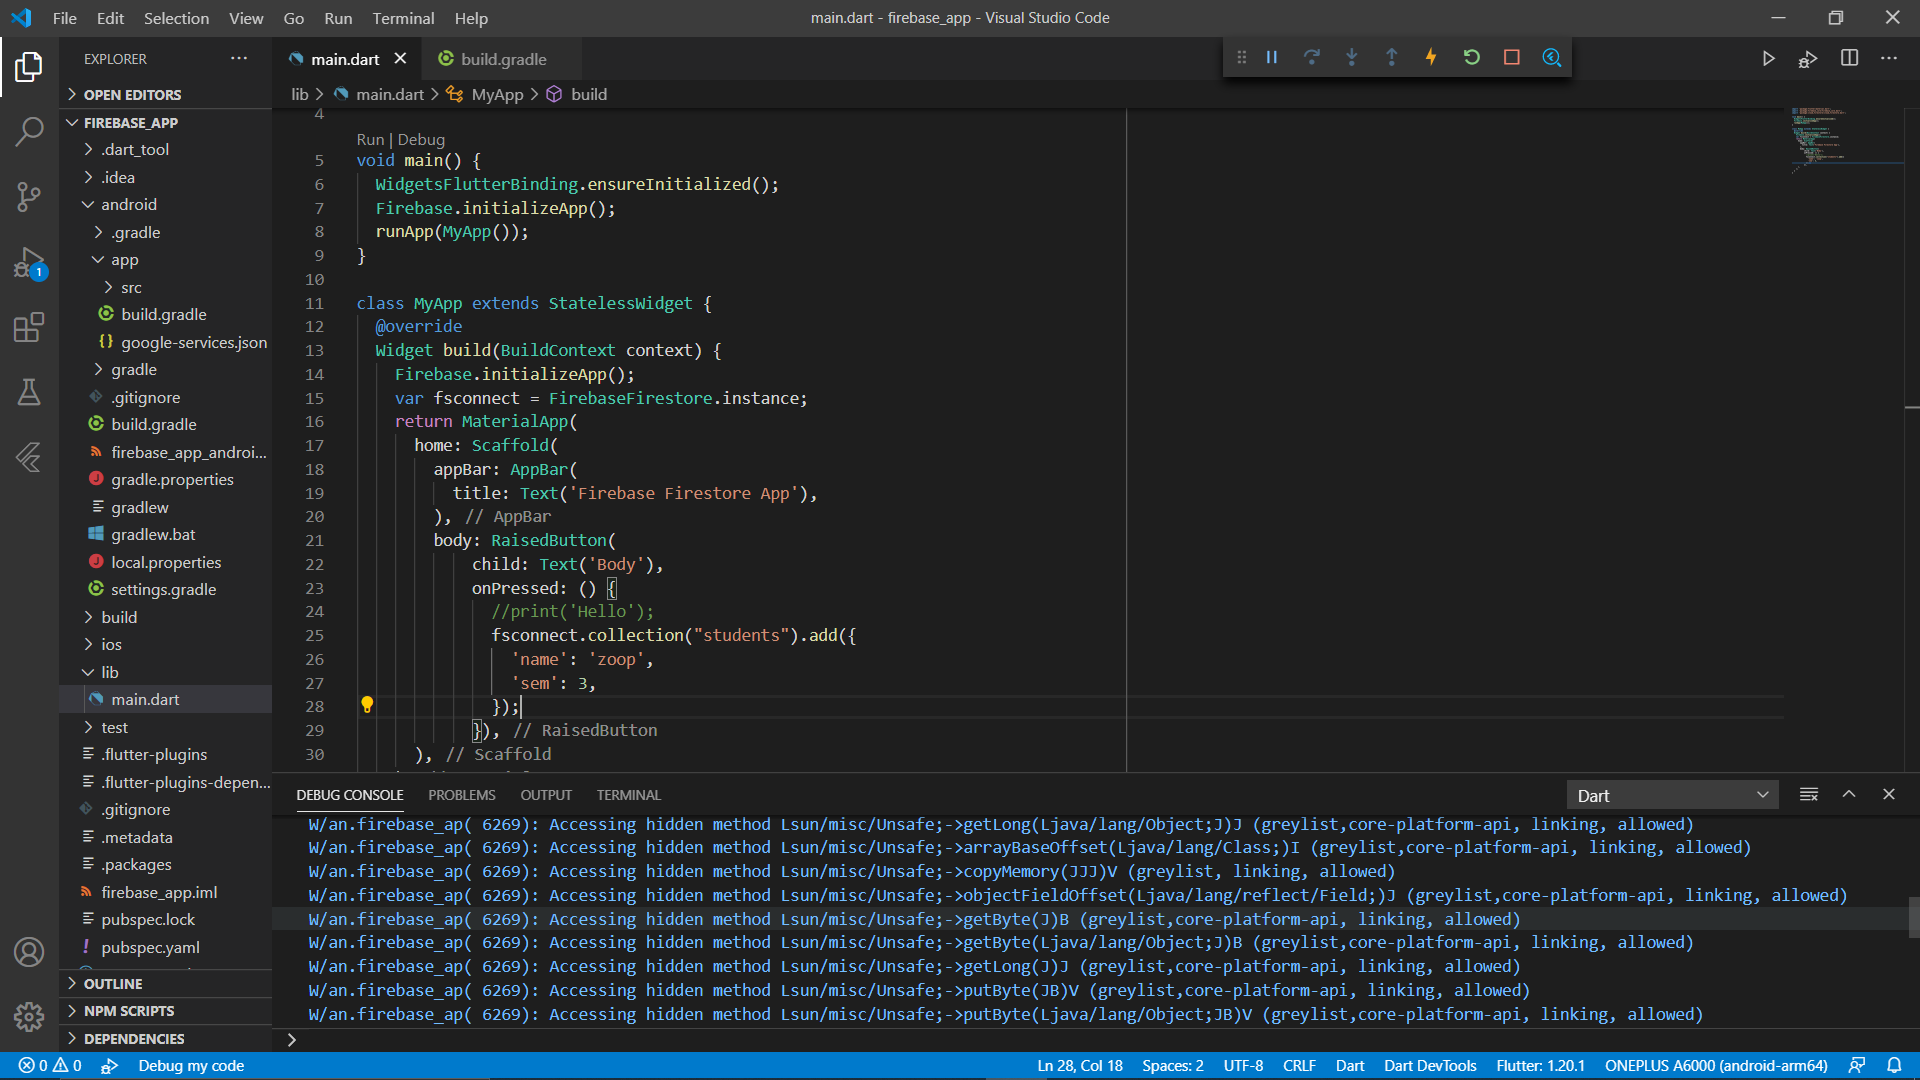 File Edit Selection View Go Run Terminal Help
main.dart - firebase_app - Visual Studio Code
EXPLORER
OPEN EDITORS
FIREBASE_APP
.dart_tool
.idea
android
.gradle
app
src
build.gradle
google-services.json
gradle
.gitignore
build.gradle
firebase_app_androi...
gradle.properties
gradlew
gradlew.bat
local.properties
settings.gradle
build
ios
lib
main.dart
test
.flutter-plugins
.flutter-plugins-depen...
.gitignore
.metadata
.packages
firebase_app.iml
pubspec.lock
pubspec.yaml
OUTLINE
NPM SCRIPTS
DEPENDENCIES
1
main.dart
build.gradle
lib > main.dart > MyApp > build
4
Run | Debug
5 void main() {
6 WidgetsFlutterBinding.ensureInitialized();
7 Firebase.initializeApp();
8 runApp(MyApp());
9 }
10
11 class MyApp extends StatelessWidget {
12 @override
13 Widget build(BuildContext context) {
14 Firebase.initializeApp();
15 var fsconnect = FirebaseFirestore.instance;
16 return MaterialApp(
17 home: Scaffold(
18 appBar: AppBar(
19 title: Text('Firebase Firestore App'),
20 ), // AppBar
21 body: RaisedButton(
22 child: Text('Body'),
23 onPressed: () {
24 //print('Hello');
25 fsconnect.collection("students").add({
26 'name': 'zoop',
27 'sem': 3,
28 });
29 }), // RaisedButton
30 ), // Scaffold
DEBUG CONSOLE PROBLEMS OUTPUT TERMINAL
Dart
W/an.firebase_ap( 6269): Accessing hidden method Lsun/misc/Unsafe;->getLong(Ljava/lang/Object;J)J (greylist,core-platform-api, linking, allowed)
W/an.firebase_ap( 6269): Accessing hidden method Lsun/misc/Unsafe;->arrayBaseOffset(Ljava/lang/Class;)I (greylist,core-platform-api, linking, allowed)
W/an.firebase_ap( 6269): Accessing hidden method Lsun/misc/Unsafe;->copyMemory(JJJ)V (greylist, linking, allowed)
W/an.firebase_ap( 6269): Accessing hidden method Lsun/misc/Unsafe;->objectFieldOffset(Ljava/lang/reflect/Field;)J (greylist,core-platform-api, linking, allowed)
W/an.firebase_ap( 6269): Accessing hidden method Lsun/misc/Unsafe;->getByte(J)B (greylist,core-platform-api, linking, allowed)
W/an.firebase_ap( 6269): Accessing hidden method Lsun/misc/Unsafe;->getByte(Ljava/lang/Object;J)B (greylist,core-platform-api, linking, allowed)
W/an.firebase_ap( 6269): Accessing hidden method Lsun/misc/Unsafe;->getLong(J)J (greylist,core-platform-api, linking, allowed)
W/an.firebase_ap( 6269): Accessing hidden method Lsun/misc/Unsafe;->putByte(JB)V (greylist,core-platform-api, linking, allowed)
W/an.firebase_ap( 6269): Accessing hidden method Lsun/misc/Unsafe;->putByte(Ljava/lang/Object;JB)V (greylist,core-platform-api, linking, allowed)
0 0 Debug my code
Ln 28, Col 18 Spaces: 2 UTF-8 CRLF Dart Dart DevTools Flutter: 1.20.1 ONEPLUS A6000 (android-arm64)